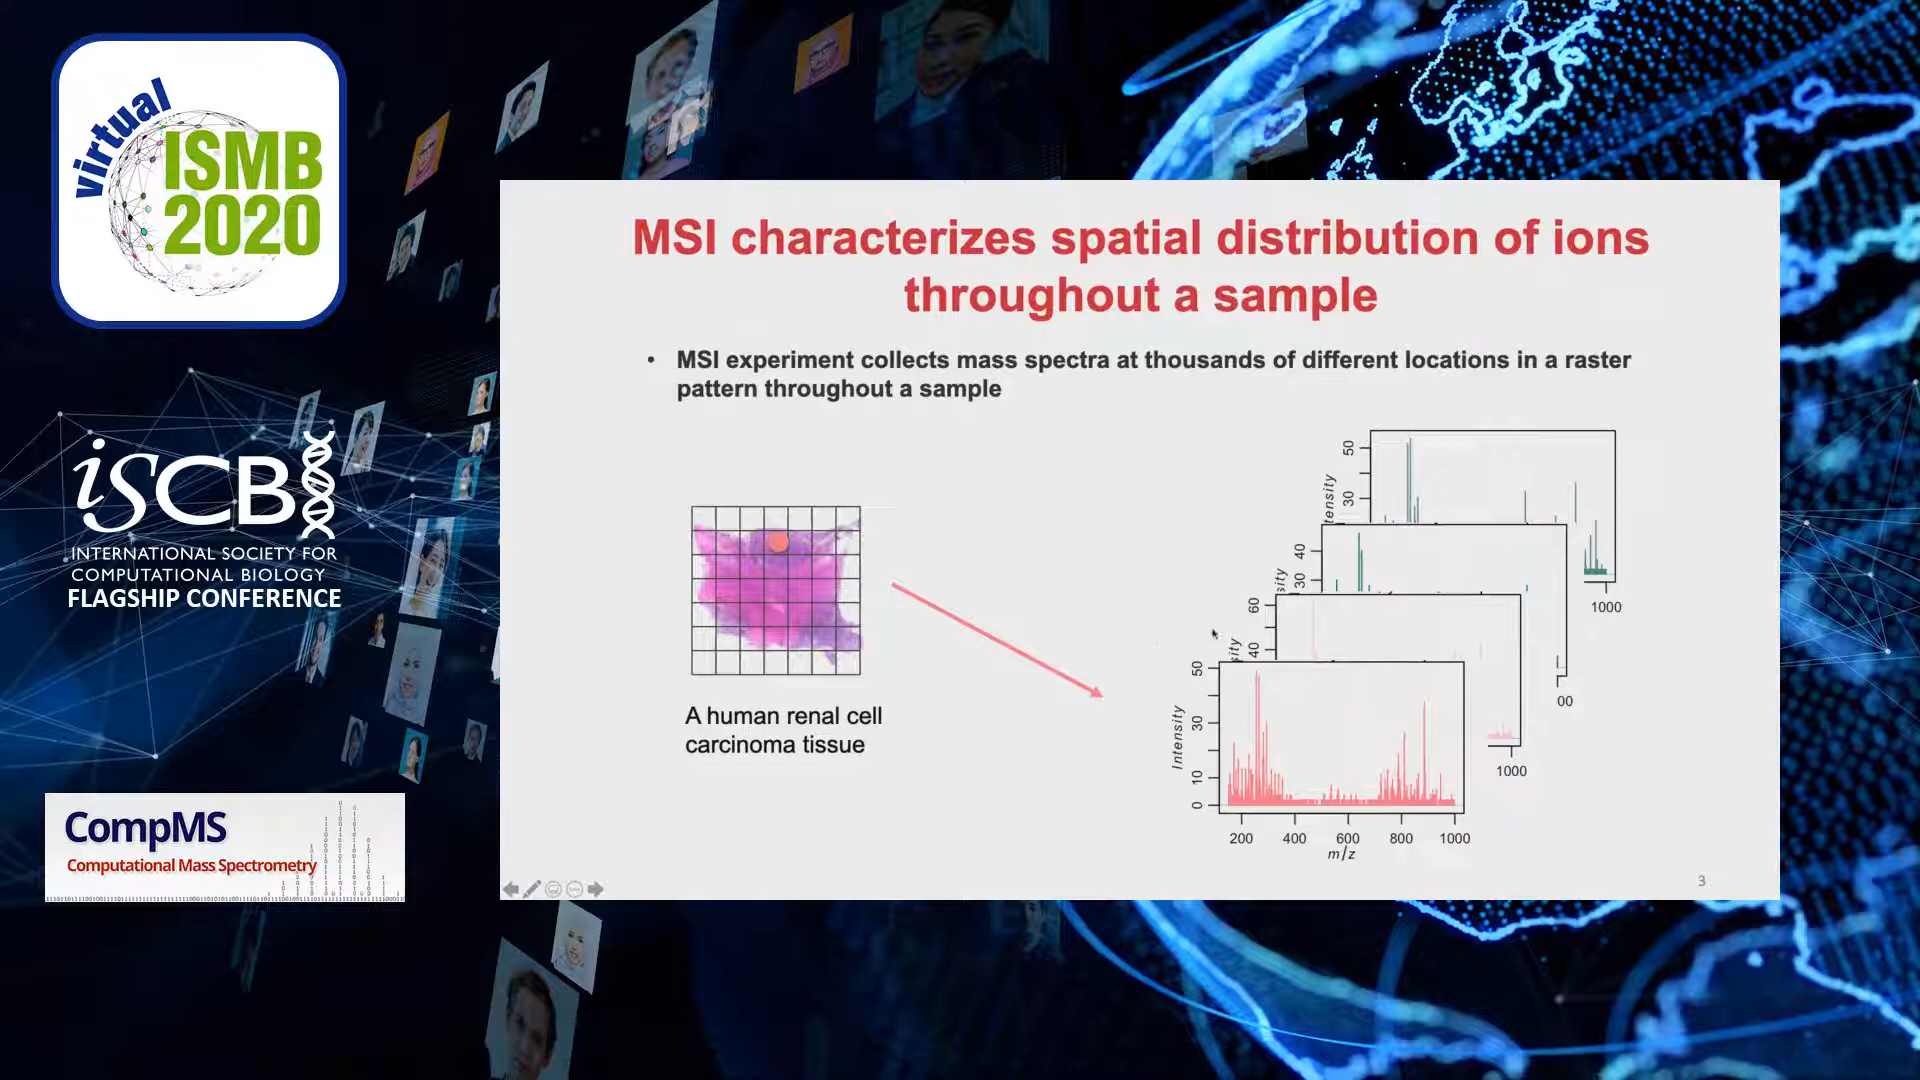 virtual
ISMB
2020
iSCB
INTERNATIONAL SOCIETY FOR
COMPUTATIONAL BIOLOGY
FLAGSHIP CONFERENCE
CompMS
Computational Mass Spectrometry
MSI characterizes spatial distribution of ions
throughout a sample
• MSI experiment collects mass spectra at thousands of different locations in a raster
pattern throughout a sample
A human renal cell
carcinoma tissue
50
30
tensity
1000
40
30
sity
00
60
40
sity
1000
50
30
10
0
Intensity
200 400 600 800 1000
m/z
3